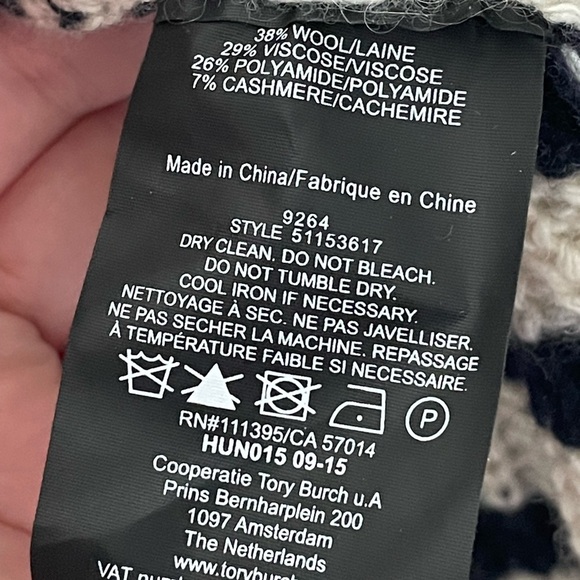 38% WOOL/LAINE
29% VISCOSE/VISCOSE
26% POLYAMIDE/POLYAMIDE
7% CASHMERE/CACHEMIRE
Made in China/Fabrique en Chine
9264
STYLE 51153617
DRY CLEAN. DO NOT BLEACH.
DO NOT TUMBLE DRY.
COOL IRON IF NECESSARY.
NETTOYAGE À SEC. NE PAS JAVELLISER.
NE PAS SECHER LA MACHINE. REPASSAGE
À TEMPÉRATURE FAIBLE SI NECESSAIRE.
P
RN#111395/CA 57014
HUN015 09-15
Cooperatie Tory Burch u.A
Prins Bernharplein 200
1097 Amsterdam
The Netherlands
www.toryburch
VAT